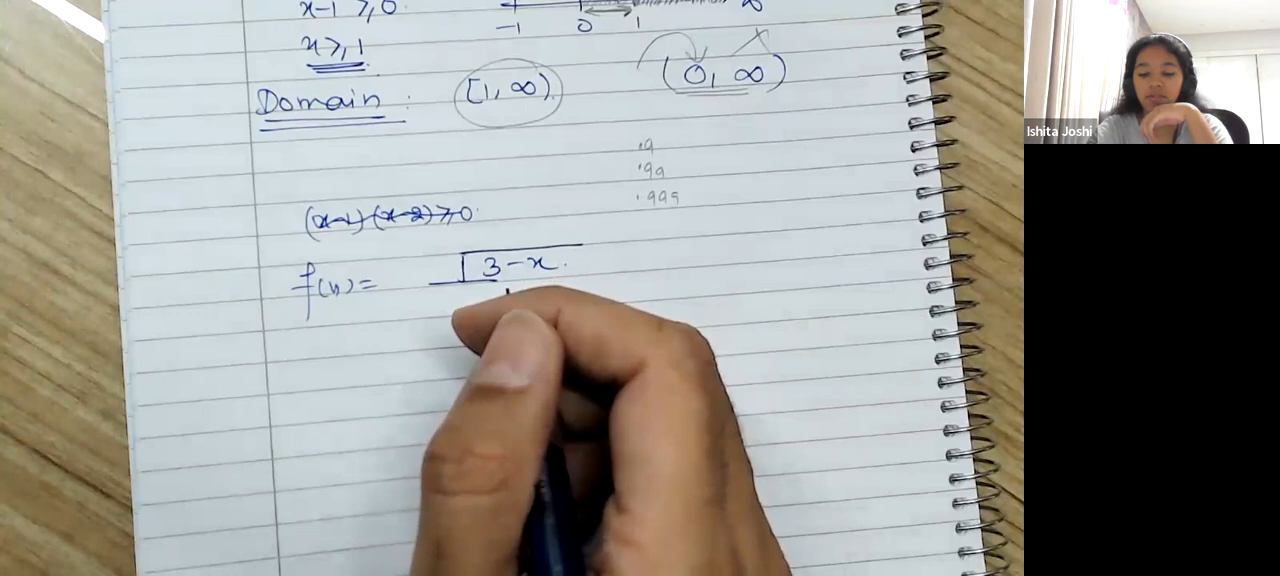 x-1 ⩾ 0.
-1 0 1 ∞
x ⩾ 1
Domain : [1, ∞) (0, ∞)
.9
.99
.999
(x-1)(x-2) ⩾ 0
f(x) = √3-x.
Ishita Joshi